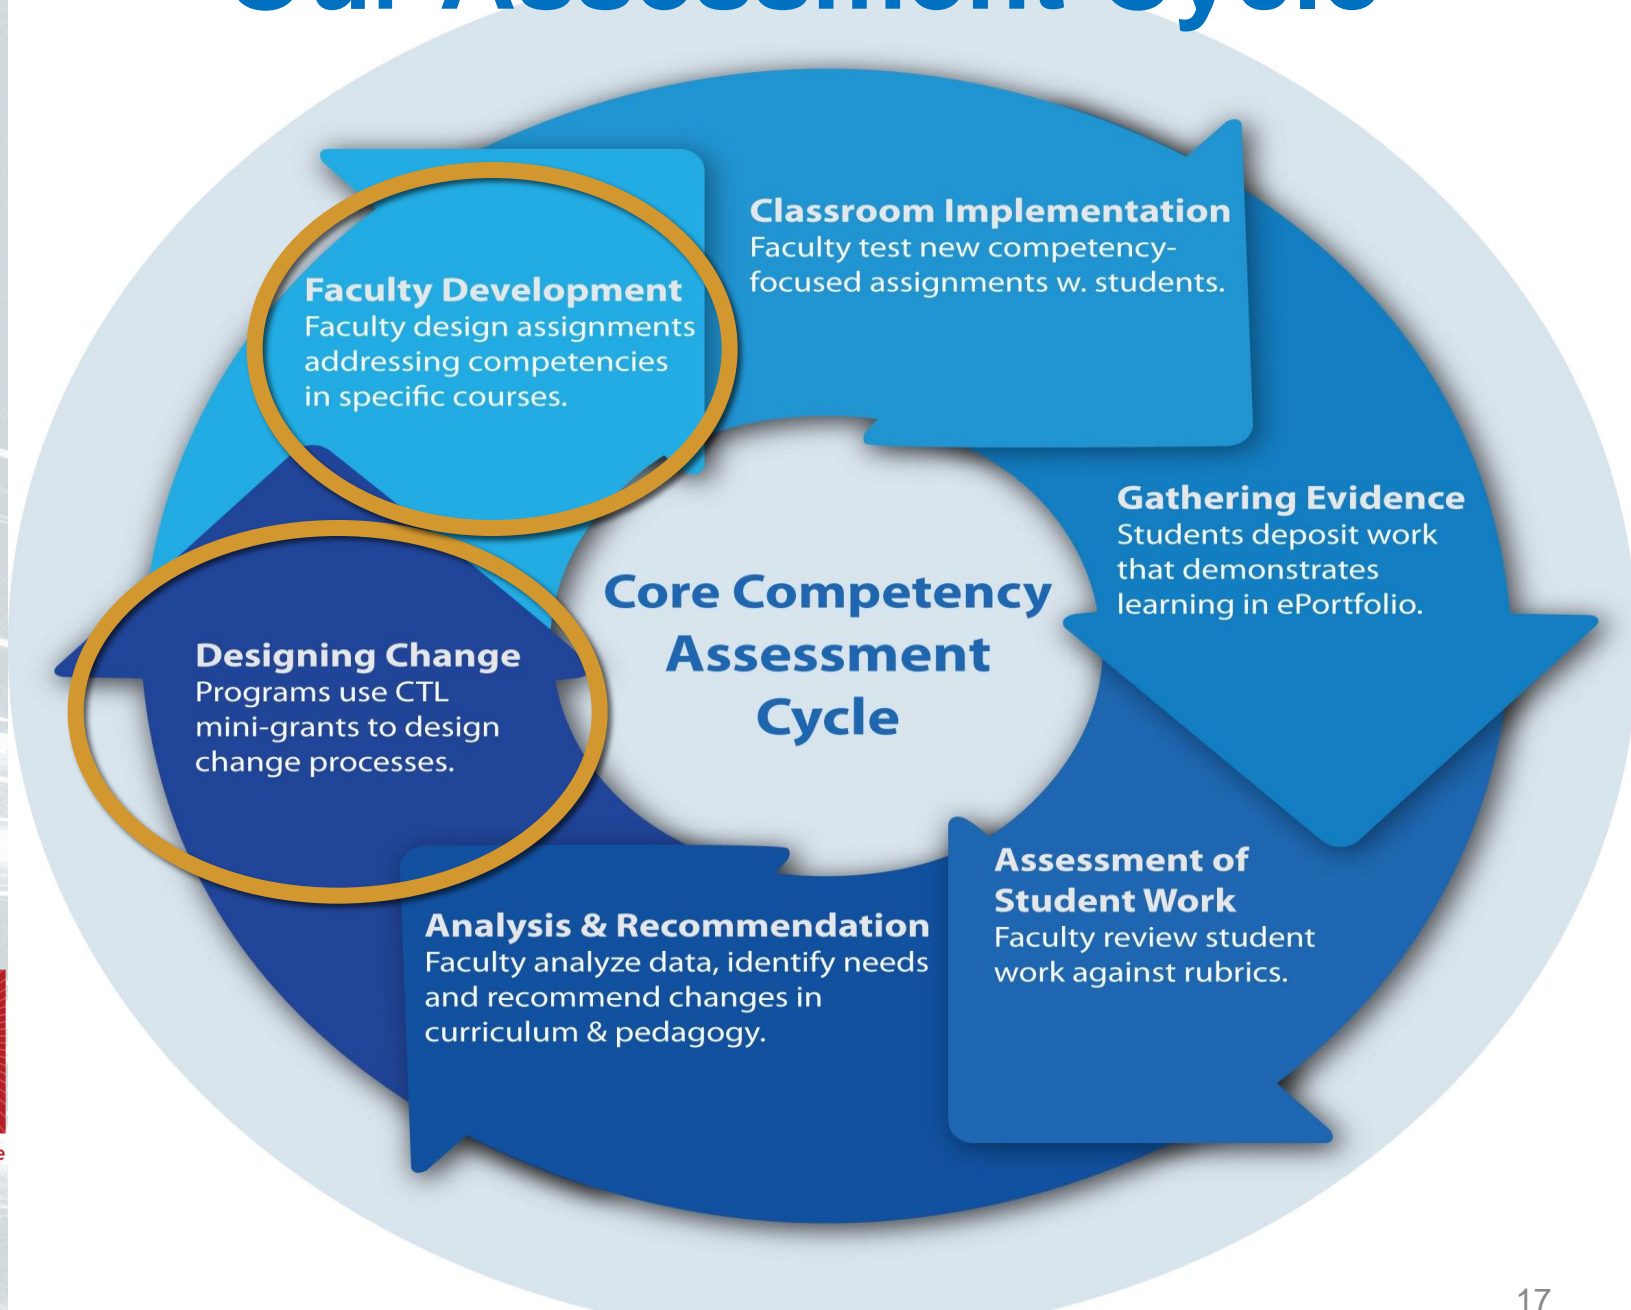 Our Assessment Cycle
Classroom Implementation
Faculty test new competency-
focused assignments w. students.
Faculty Development
Faculty design assignments
addressing competencies
in specific courses.
Gathering Evidence
Students deposit work
that demonstrates
learning in ePortfolio.
Core Competency
Assessment
Cycle
Designing Change
Programs use CTL
mini-grants to design
change processes.
Assessment of
Student Work
Faculty review student
work against rubrics.
Analysis & Recommendation
Faculty analyze data, identify needs
and recommend changes in
curriculum & pedagogy.
17